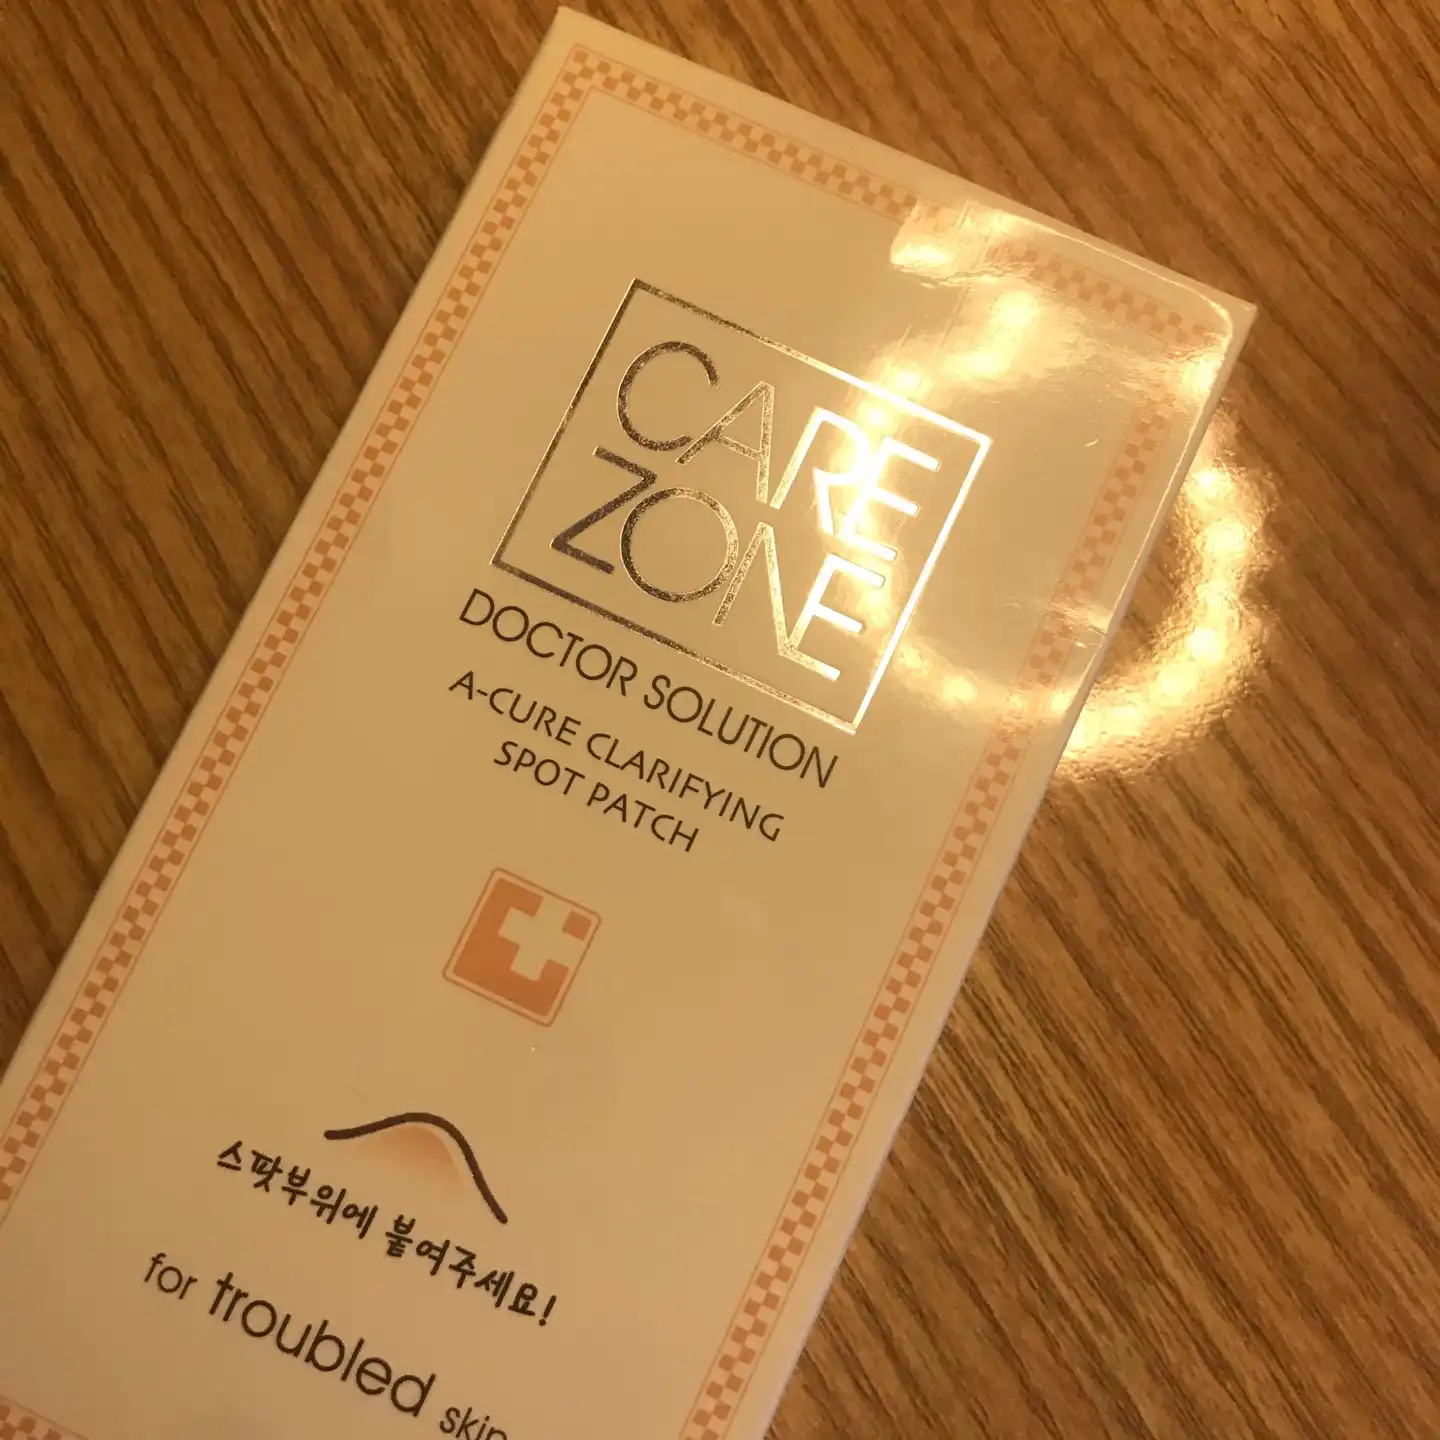 CARE
ZONE
DOCTOR SOLUTION
A-CURE CLARIFYING
SPOT PATCH
스팟부위에 붙여주세요!
for troubled skin